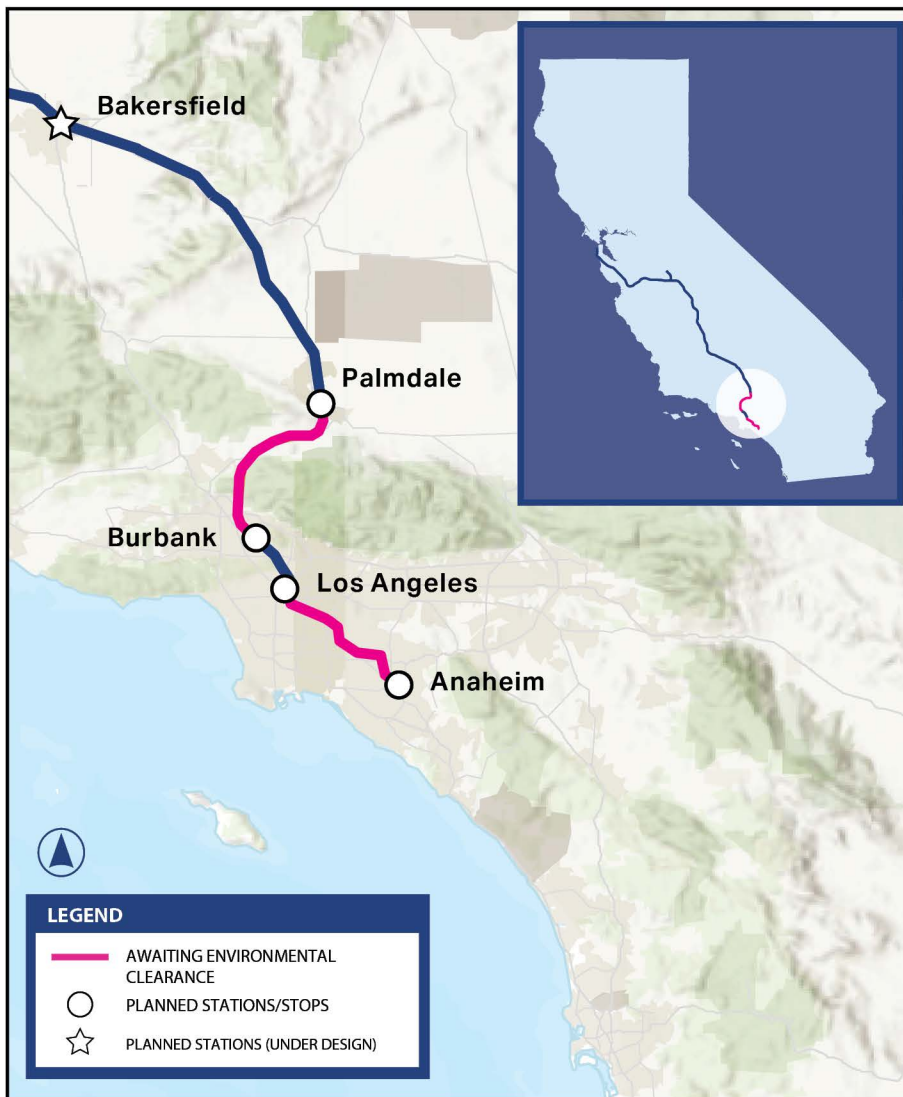 Bakersfield
Palmdale
Burbank
Los Angeles
Anaheim
LEGEND
AWAITING ENVIRONMENTAL
CLEARANCE
PLANNED STATIONS/STOPS
PLANNED STATIONS (UNDER DESIGN)